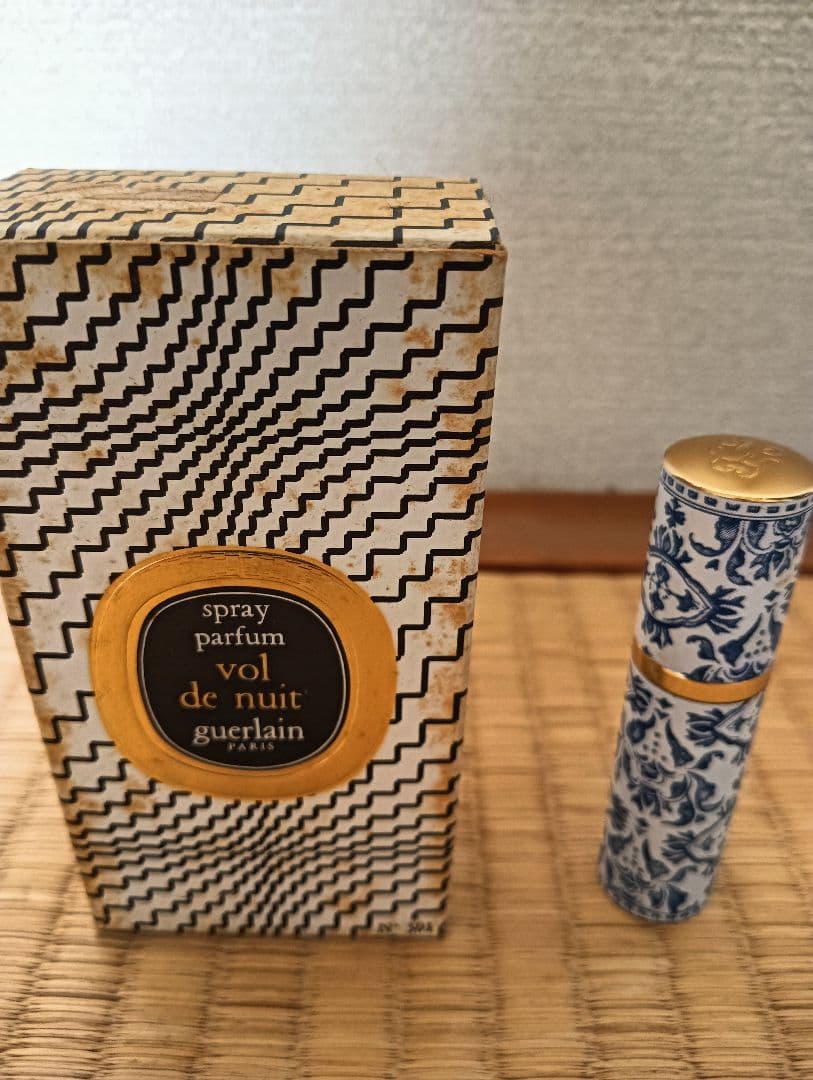 spray
parfum
vol
de nuit
guerlain
PARIS